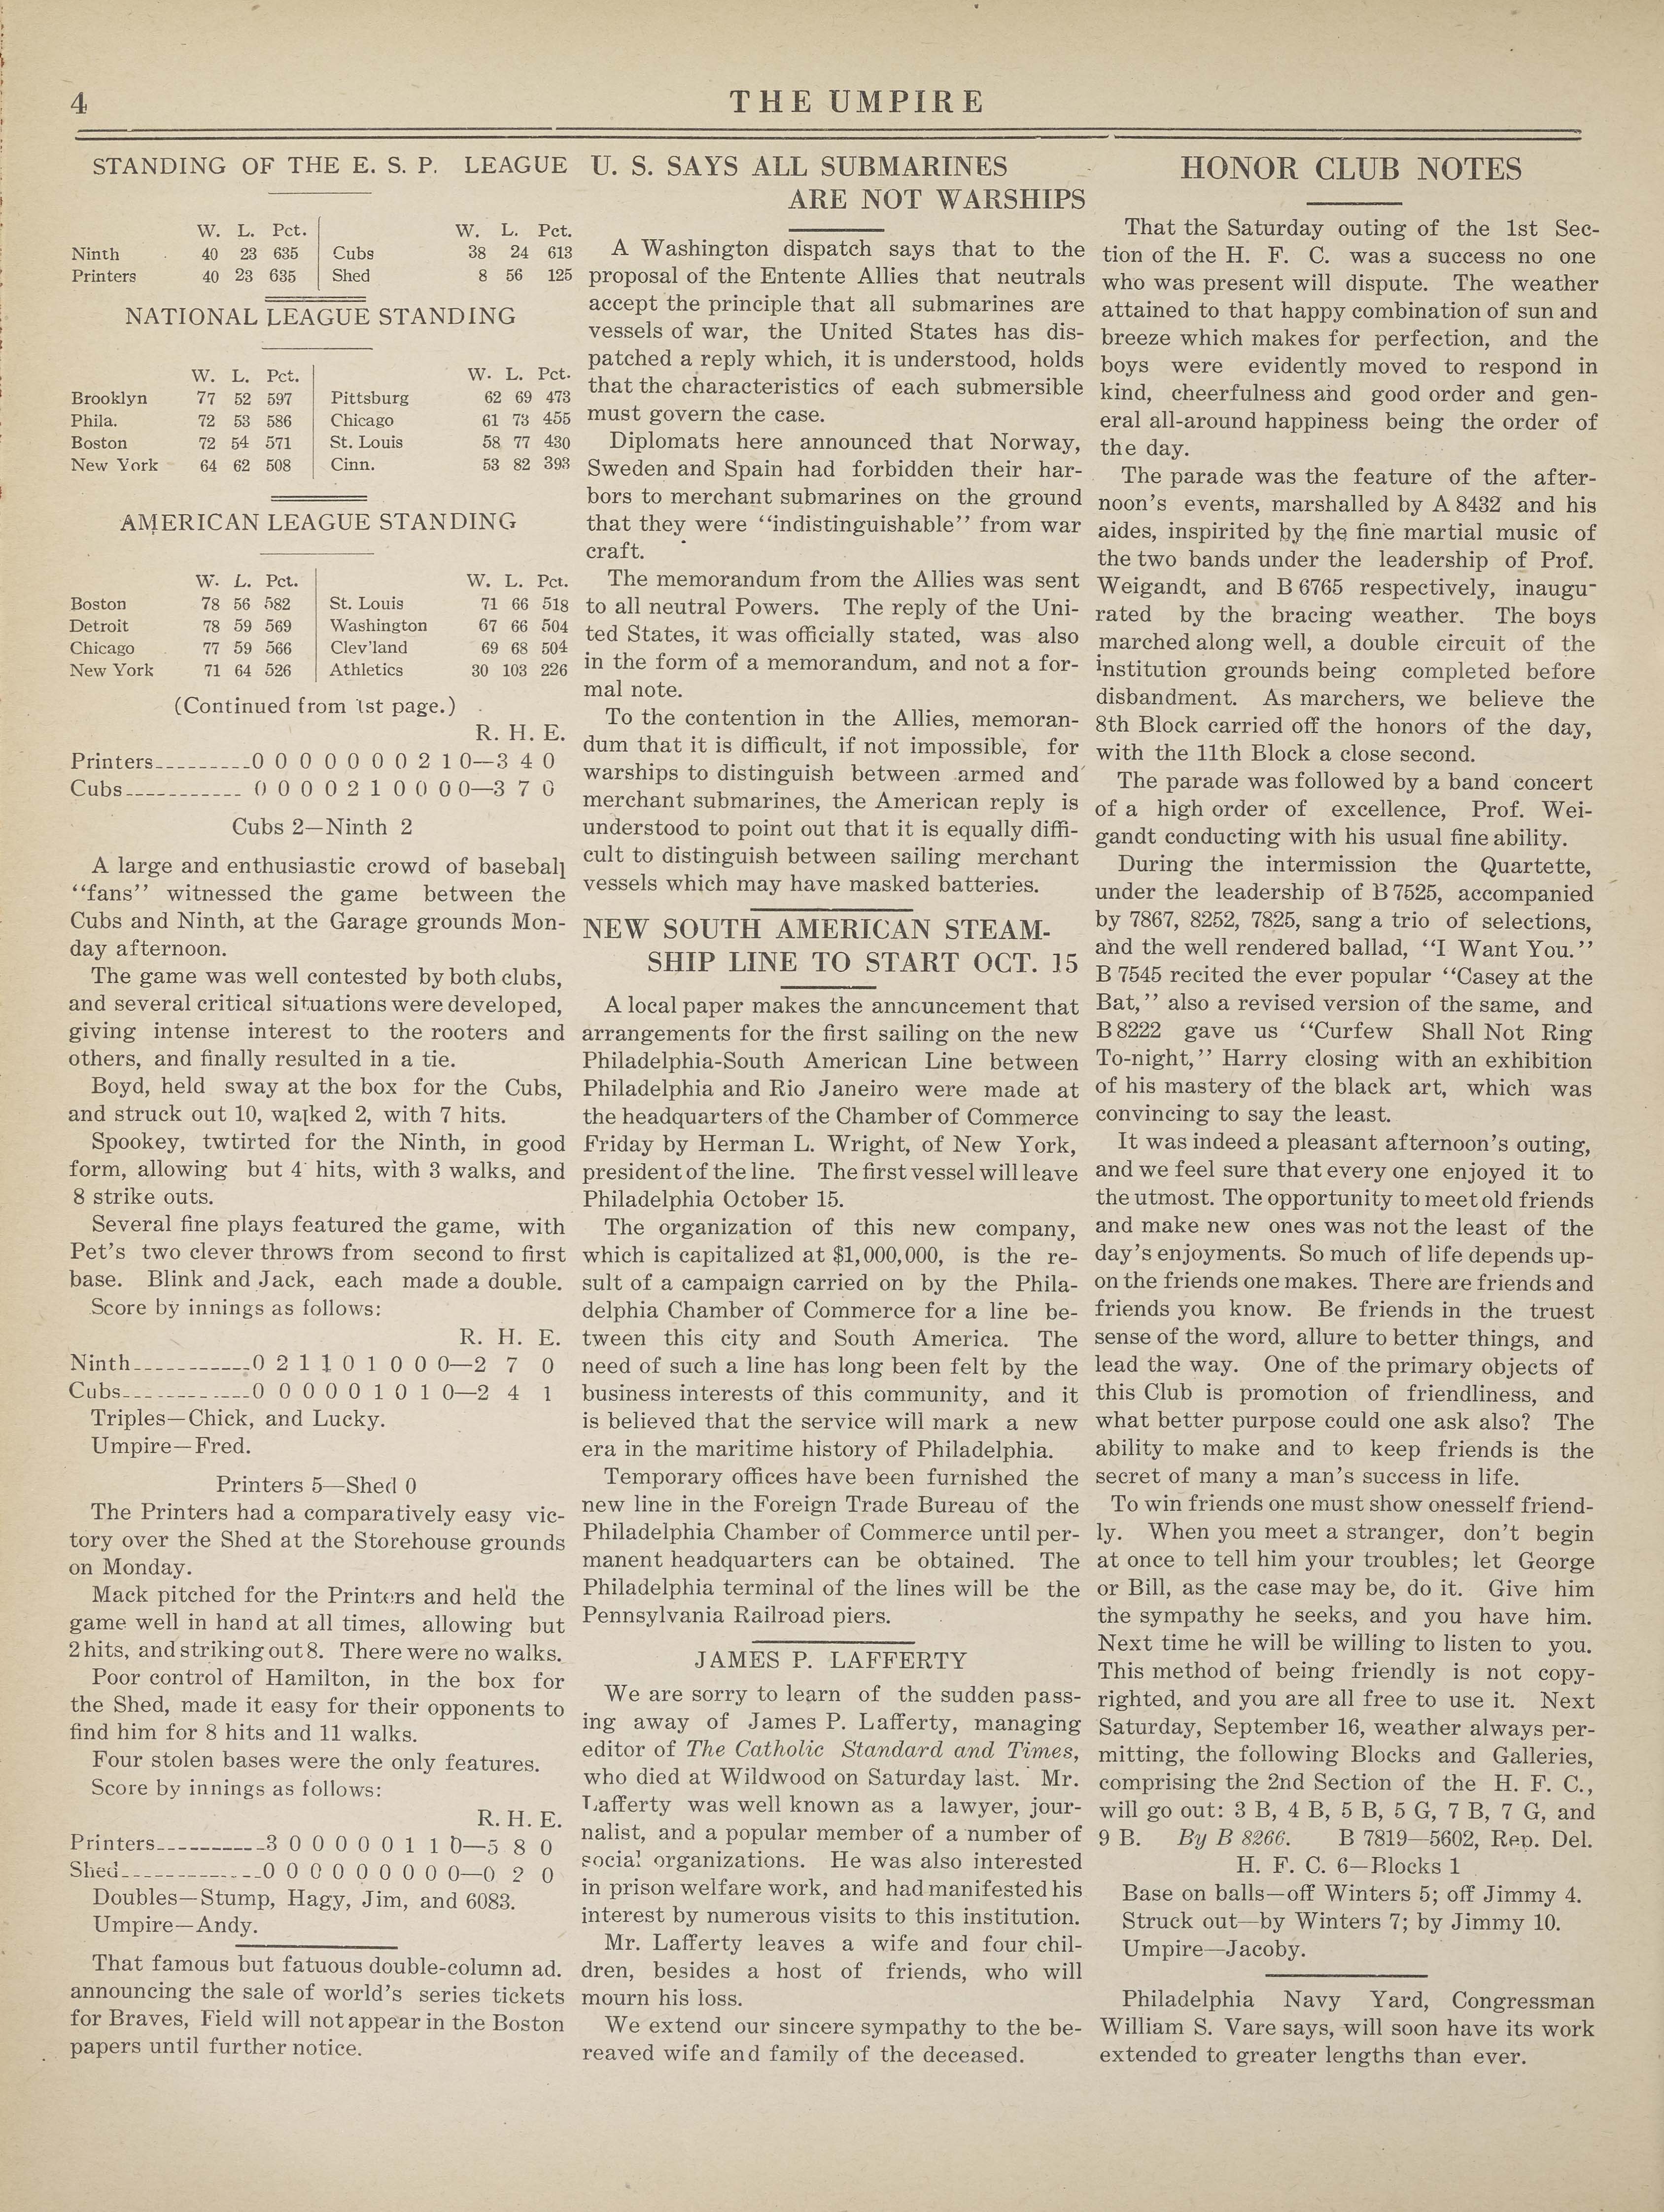 4
THE UMPIRE
STANDING OF THE E. S. P. LEAGUE
W. L. Pct. W. L. Pct.
Ninth 40 23 635 Cubs 38 24 613
Printers 40 23 635 Shed 8 56 125
NATIONAL LEAGUE STANDING
W. L. Pct. W. L. Pct.
Brooklyn 77 52 597 Pittsburg 62 69 473
Phila. 72 53 586 Chicago 61 73 455
Boston 72 54 571 St. Louis 58 77 430
New York 64 62 508 Cinn. 53 82 393
AMERICAN LEAGUE STANDING
W. L. Pct. W. L. Pct.
Boston 78 56 582 St. Louis 71 66 518
Detroit 78 59 569 Washington 67 66 504
Chicago 77 59 566 Clev'land 69 68 504
New York 71 64 526 Athletics 30 103 226
(Continued from 1st page.)
R. H. E.
Printers_________0 0 0 0 0 0 0 2 1 0—3 4 0
Cubs___________ 0 0 0 0 2 1 0 0 0 0—3 7 0
Cubs 2—Ninth 2
A large and enthusiastic crowd of baseball
‘‘fans’’ witnessed the game between the
Cubs and Ninth, at the Garage grounds Mon-
day afternoon.
The game was well contested by both clubs,
and several critical situations were developed,
giving intense interest to the rooters and
others, and finally resulted in a tie.
Boyd, held sway at the box for the Cubs,
and struck out 10, walked 2, with 7 hits.
Spookey, twtirted for the Ninth, in good
form, allowing but 4 hits, with 3 walks, and
8 strike outs.
Several fine plays featured the game, with
Pet's two clever throws from second to first
base. Blink and Jack, each made a double.
Score by innings as follows:
R. H. E.
Ninth___________0 2 1 1 0 1 0 0 0—2 7 0
Cubs____________0 0 0 0 0 1 0 1 0—2 4 1
Triples—Chick, and Lucky.
Umpire—Fred.
Printers 5—Shed 0
The Printers had a comparatively easy vic-
tory over the Shed at the Storehouse grounds
on Monday.
Mack pitched for the Printers and held the
game well in hand at all times, allowing but
2 hits, and striking out 8. There were no walks.
Poor control of Hamilton, in the box for
the Shed, made it easy for their opponents to
find him for 8 hits and 11 walks.
Four stolen bases were the only features.
Score by innings as follows:
R. H. E.
Printers__________3 0 0 0 0 0 1 1 0—5 8 0
Shed_____________0 0 0 0 0 0 0 0 0—0 2 0
Doubles—Stump, Hagy, Jim, and 6083.
Umpire—Andy.
That famous but fatuous double-column ad.
announcing the sale of world's series tickets
for Braves, Field will not appear in the Boston
papers until further notice.
U. S. SAYS ALL SUBMARINES
ARE NOT WARSHIPS
A Washington dispatch says that to the
proposal of the Entente Allies that neutrals
accept the principle that all submarines are
vessels of war, the United States has dis-
patched a reply which, it is understood, holds
that the characteristics of each submersible
must govern the case.
Diplomats here announced that Norway,
Sweden and Spain had forbidden their har-
bors to merchant submarines on the ground
that they were ‘‘indistinguishable’’ from war
craft.
The memorandum from the Allies was sent
to all neutral Powers. The reply of the Uni-
ted States, it was officially stated, was also
in the form of a memorandum, and not a for-
mal note.
To the contention in the Allies, memoran-
dum that it is difficult, if not impossible, for
warships to distinguish between armed and
merchant submarines, the American reply is
understood to point out that it is equally diffi-
cult to distinguish between sailing merchant
vessels which may have masked batteries.
NEW SOUTH AMERICAN STEAM-
SHIP LINE TO START OCT. 15
A local paper makes the announcement that
arrangements for the first sailing on the new
Philadelphia-South American Line between
Philadelphia and Rio Janeiro were made at
the headquarters of the Chamber of Commerce
Friday by Herman L. Wright, of New York,
president of the line. The first vessel will leave
Philadelphia October 15.
The organization of this new company,
which is capitalized at $1,000,000, is the re-
sult of a campaign carried on by the Phila-
delphia Chamber of Commerce for a line be-
tween this city and South America. The
need of such a line has long been felt by the
business interests of this community, and it
is believed that the service will mark a new
era in the maritime history of Philadelphia.
Temporary offices have been furnished the
new line in the Foreign Trade Bureau of the
Philadelphia Chamber of Commerce until per-
manent headquarters can be obtained. The
Philadelphia terminal of the lines will be the
Pennsylvania Railroad piers.
JAMES P. LAFFERTY
We are sorry to learn of the sudden pass-
ing away of James P. Lafferty, managing
editor of The Catholic Standard and Times,
who died at Wildwood on Saturday last. Mr.
Lafferty was well known as a lawyer, jour-
nalist, and a popular member of a number of
social organizations. He was also interested
in prison welfare work, and had manifested his
interest by numerous visits to this institution.
Mr. Lafferty leaves a wife and four chil-
dren, besides a host of friends, who will
mourn his loss.
We extend our sincere sympathy to the be-
reaved wife and family of the deceased.
HONOR CLUB NOTES
That the Saturday outing of the 1st Sec-
tion of the H. F. C. was a success no one
who was present will dispute. The weather
attained to that happy combination of sun and
breeze which makes for perfection, and the
boys were evidently moved to respond in
kind, cheerfulness and good order and gen-
eral all-around happiness being the order of
the day.
The parade was the feature of the after-
noon's events, marshalled by A 8432 and his
aides, inspirited by the fine martial music of
the two bands under the leadership of Prof.
Weigandt, and B 6765 respectively, inaugu-
rated by the bracing weather. The boys
marched along well, a double circuit of the
institution grounds being completed before
disbandment. As marchers, we believe the
8th Block carried off the honors of the day,
with the 11th Block a close second.
The parade was followed by a band concert
of a high order of excellence, Prof. Wei-
gandt conducting with his usual fine ability.
During the intermission the Quartette,
under the leadership of B 7525, accompanied
by 7867, 8252, 7825, sang a trio of selections,
and the well rendered ballad, ‘‘I Want You.’’
B 7545 recited the ever popular ‘‘Casey at the
Bat,’’ also a revised version of the same, and
B 8222 gave us ‘‘Curfew Shall Not Ring
To-night,’’ Harry closing with an exhibition
of his mastery of the black art, which was
convincing to say the least.
It was indeed a pleasant afternoon's outing,
and we feel sure that every one enjoyed it to
the utmost. The opportunity to meet old friends
and make new ones was not the least of the
day's enjoyments. So much of life depends up-
on the friends one makes. There are friends and
friends you know. Be friends in the truest
sense of the word, allure to better things, and
lead the way. One of the primary objects of
this Club is promotion of friendliness, and
what better purpose could one ask also? The
ability to make and to keep friends is the
secret of many a man's success in life.
To win friends one must show onesself friend-
ly. When you meet a stranger, don't begin
at once to tell him your troubles; let George
or Bill, as the case may be, do it. Give him
the sympathy he seeks, and you have him.
Next time he will be willing to listen to you.
This method of being friendly is not copy-
righted, and you are all free to use it. Next
Saturday, September 16, weather always per-
mitting, the following Blocks and Galleries,
comprising the 2nd Section of the H. F. C.,
will go out: 3 B, 4 B, 5 B, 5 G, 7 B, 7 G, and
9 B. By B 8266. B 7819—5602, Rep. Del.
H. F. C. 6—Blocks 1
Base on balls—off Winters 5; off Jimmy 4.
Struck out—by Winters 7; by Jimmy 10.
Umpire—Jacoby.
Philadelphia Navy Yard, Congressman
William S. Vare says, will soon have its work
extended to greater lengths than ever.